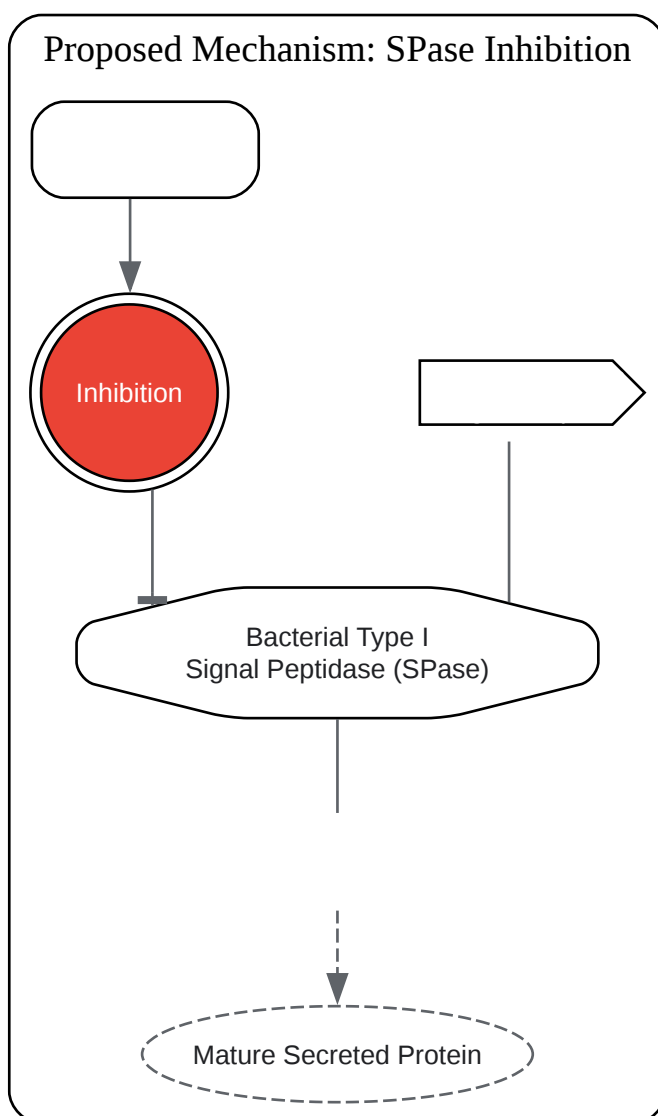 Proposed Mechanism: SPase Inhibition
Inhibition
Bacterial Type I
Signal Peptidase (SPase)
Mature Secreted Protein